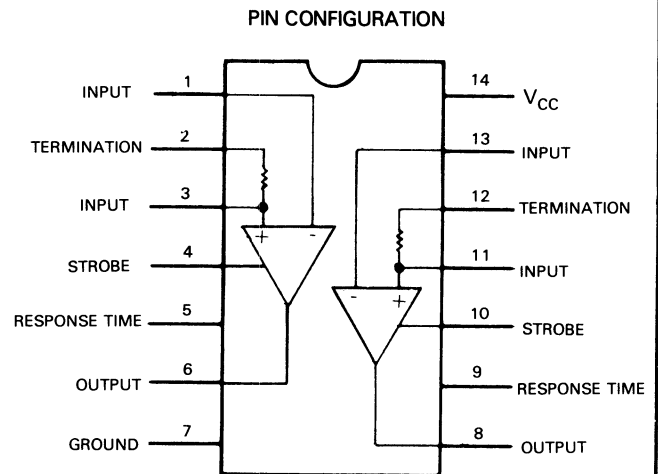 PIN CONFIGURATION
INPUT 1
TERMINATION 2
INPUT 3
STROBE 4
RESPONSE TIME 5
OUTPUT 6
GROUND 7
14 VCC
13 INPUT
12 TERMINATION
11 INPUT
10 STROBE
9 RESPONSE TIME
8 OUTPUT
+ -
- +